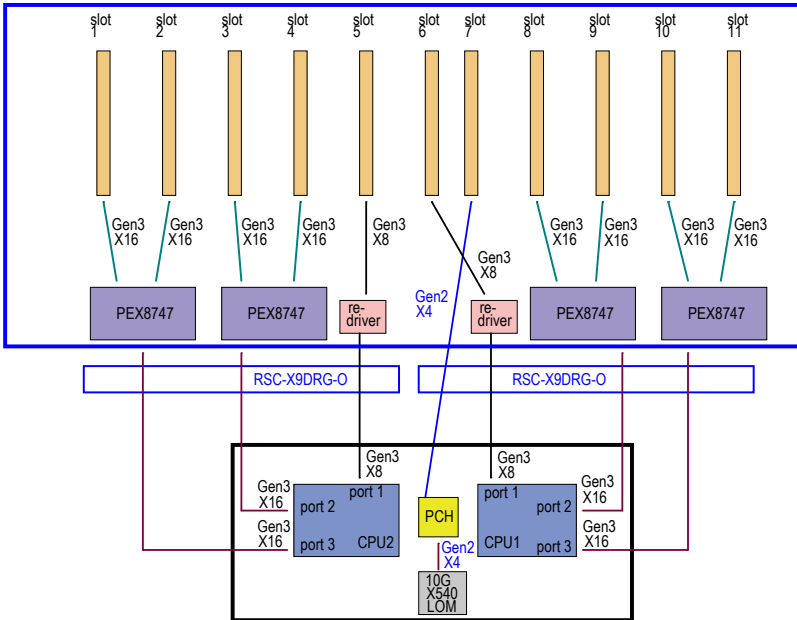 slot 1
slot 2
slot 3
slot 4
slot 5
slot 6
slot 7
slot 8
slot 9
slot 10
slot 11
Gen3 X16
Gen3 X16
Gen3 X16
Gen3 X16
Gen3 X8
Gen3 X8
Gen2 X4
Gen3 X16
Gen3 X16
Gen3 X16
Gen3 X16
PEX8747
PEX8747
re-driver
re-driver
PEX8747
PEX8747
RSC-X9DRG-O
RSC-X9DRG-O
Gen3 X8
Gen3 X8
Gen3 X16
port 1
port 2
Gen3 X16
port 3
CPU2
PCH
port 1
port 2
Gen3 X16
CPU1
port 3
Gen3 X16
Gen2 X4
10G
X540
LOM